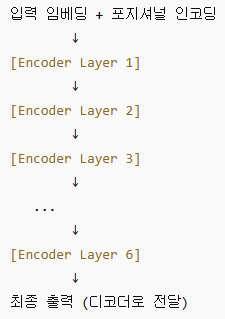 입력 임베딩 + 포지셔널 인코딩
↓
[Encoder Layer 1]
↓
[Encoder Layer 2]
↓
[Encoder Layer 3]
↓
...
↓
[Encoder Layer 6]
↓
최종 출력 (디코더로 전달)